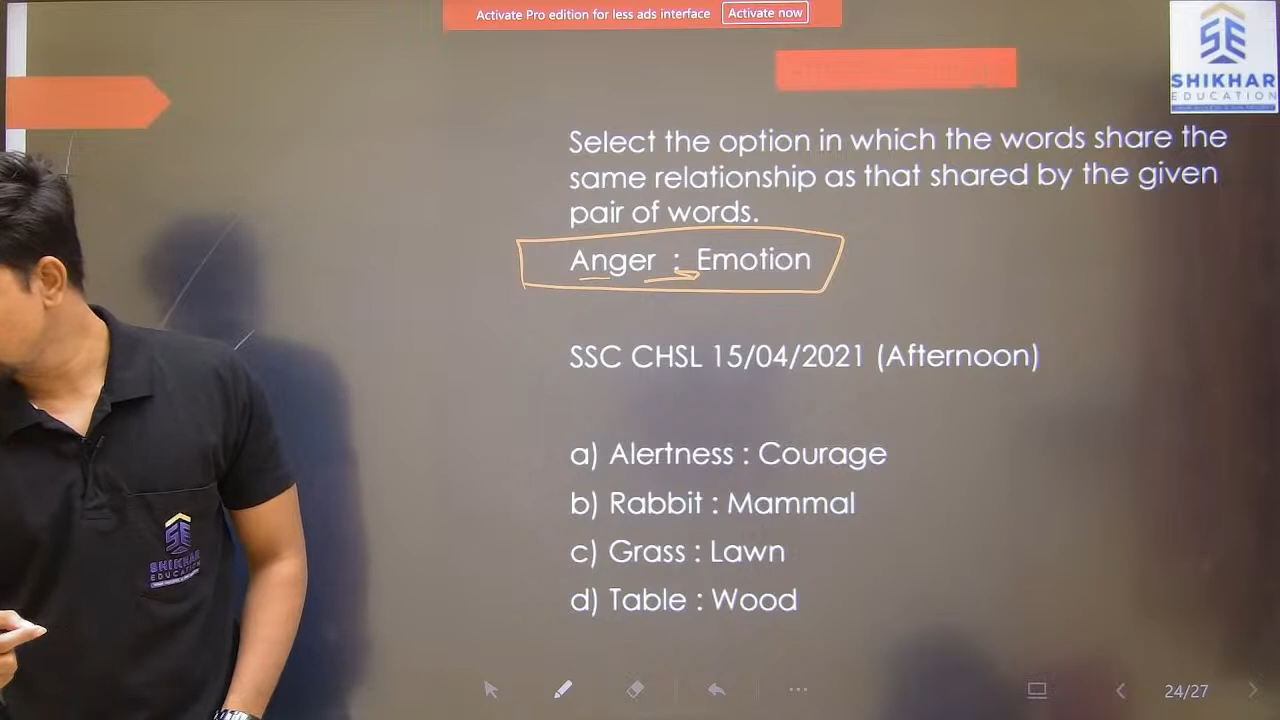 Activate Pro edition for less ads interface Activate now
SHIKHAR
EDUCATION
Select the option in which the words share the
same relationship as that shared by the given
pair of words.
Anger : Emotion
SSC CHSL 15/04/2021 (Afternoon)
a) Alertness : Courage
b) Rabbit : Mammal
c) Grass : Lawn
d) Table : Wood
SHIKHAR
EDUCATION
24/27